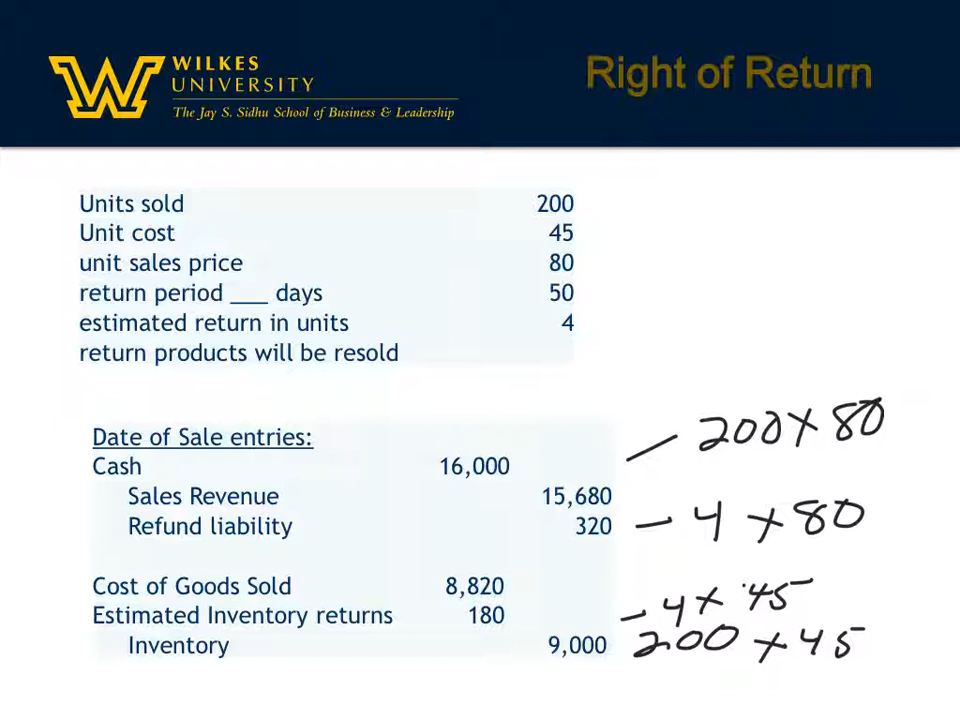 WILKES
UNIVERSITY
The Jay S. Sidhu School of Business & Leadership
Right of Return
Units sold 200
Unit cost 45
unit sales price 80
return period ___ days 50
estimated return in units 4
return products will be resold
Date of Sale entries:
Cash 16,000 — 200 x 80
Sales Revenue 15,680
Refund liability 320 — 4 x 80
Cost of Goods Sold 8,820
Estimated Inventory returns 180 — 4 x 45
Inventory 9,000 200 x 45